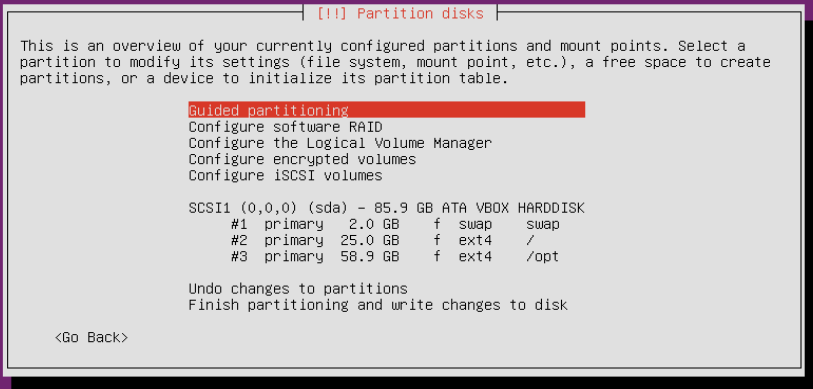 [!!] Partition disks
This is an overview of your currently configured partitions and mount points. Select a
partition to modify its settings (file system, mount point, etc.), a free space to create
partitions, or a device to initialize its partition table.
Guided partitioning
Configure software RAID
Configure the Logical Volume Manager
Configure encrypted volumes
Configure iSCSI volumes
SCSI1 (0,0,0) (sda) - 85.9 GB ATA VBOX HARDDISK
#1 primary 2.0 GB f swap swap
#2 primary 25.0 GB f ext4 /
#3 primary 58.9 GB f ext4 /opt
Undo changes to partitions
Finish partitioning and write changes to disk
<Go Back>